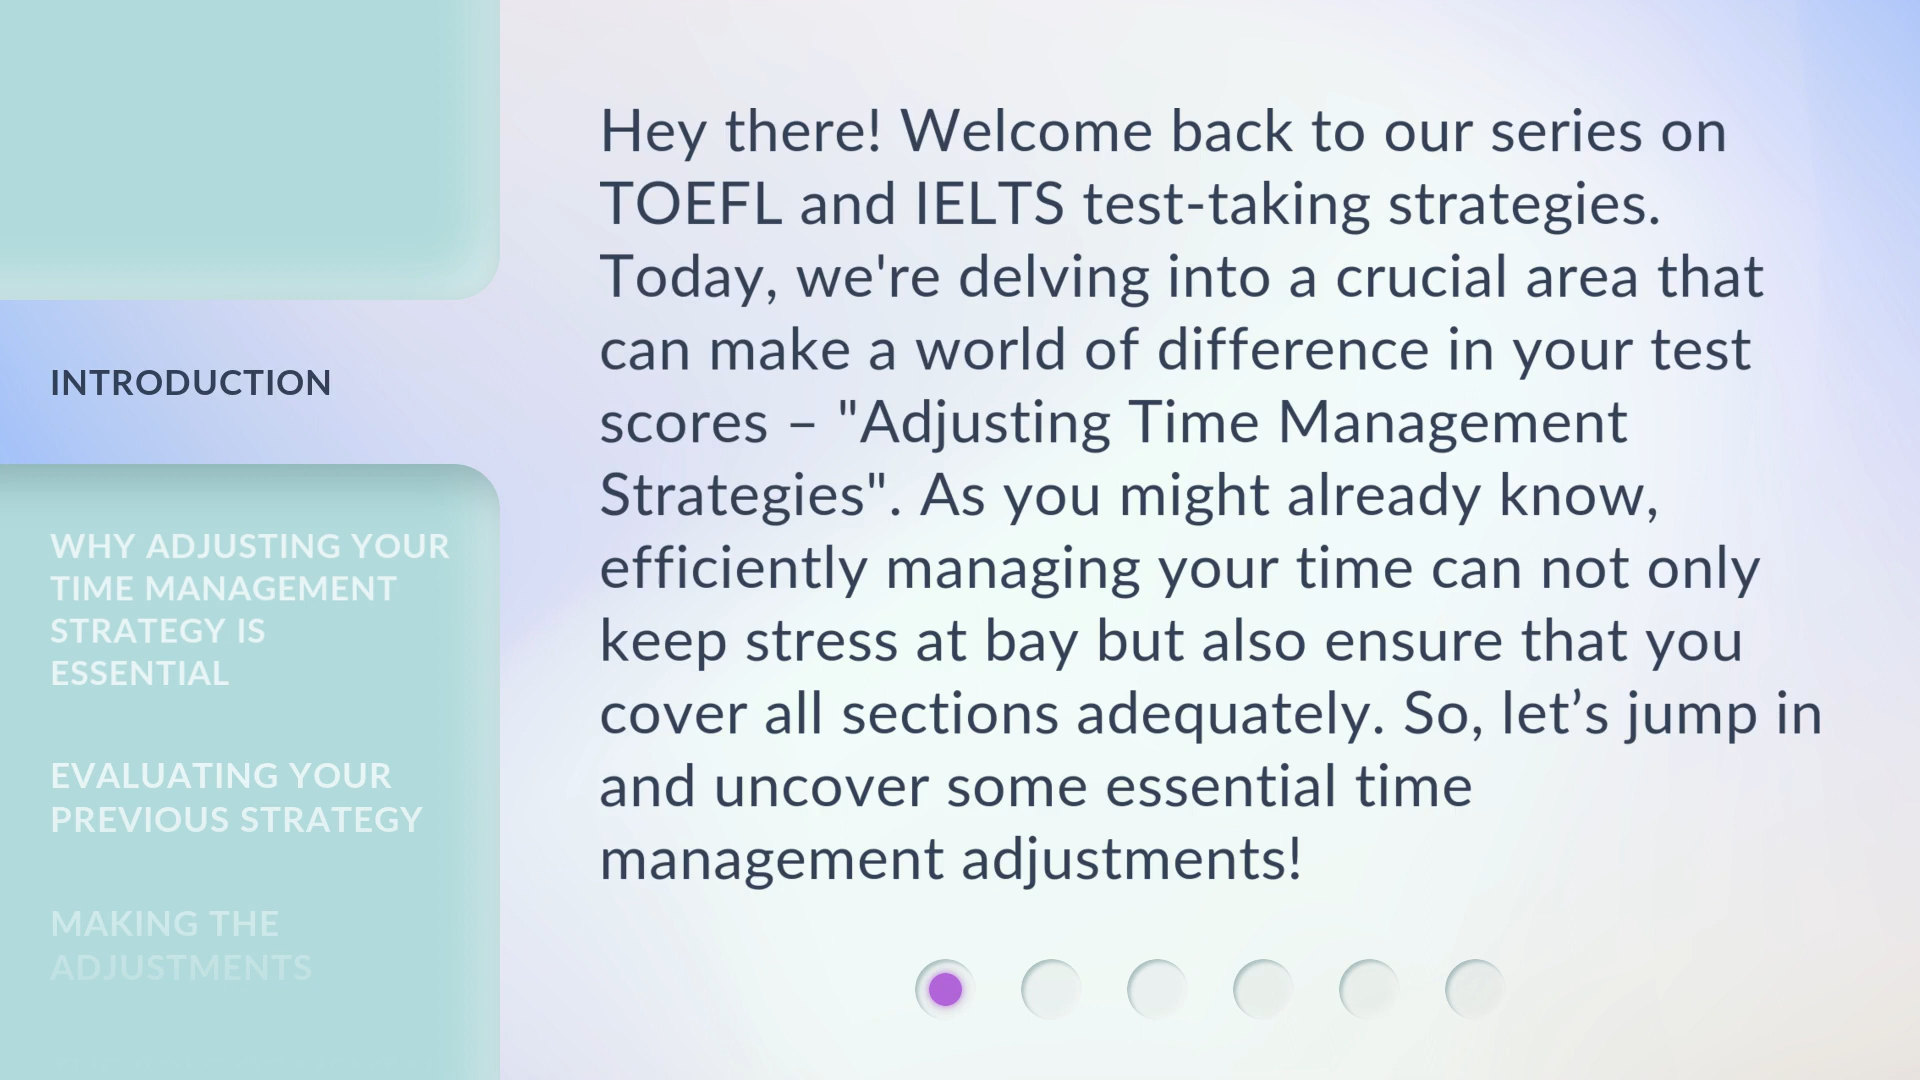 INTRODUCTION
WHY ADJUSTING YOUR
TIME MANAGEMENT
STRATEGY IS
ESSENTIAL
EVALUATING YOUR
PREVIOUS STRATEGY
MAKING THE
ADJUSTMENTS
Hey there! Welcome back to our series on
TOEFL and IELTS test-taking strategies.
Today, we're delving into a crucial area that
can make a world of difference in your test
scores – "Adjusting Time Management
Strategies". As you might already know,
efficiently managing your time can not only
keep stress at bay but also ensure that you
cover all sections adequately. So, let’s jump in
and uncover some essential time
management adjustments!